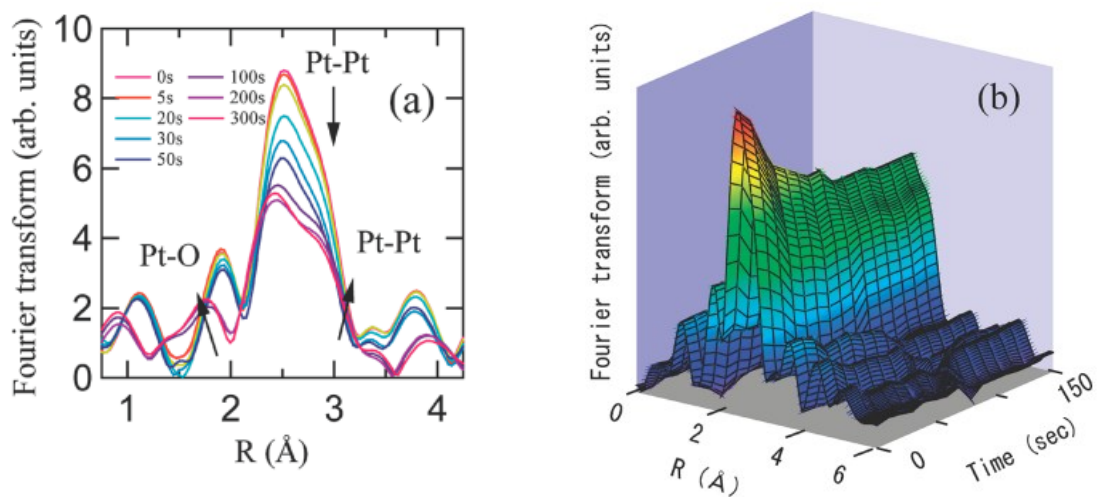 Fourier transform (arb. units)
10
8
6
4
2
0
0s
5s
20s
30s
50s
100s
200s
300s
Pt-Pt
(a)
Pt-O
Pt-Pt
1
2
3
4
R (Å)
Fourier transform (arb. units)
(b)
0
2
4
6
R (Å)
0
150
Time (sec)